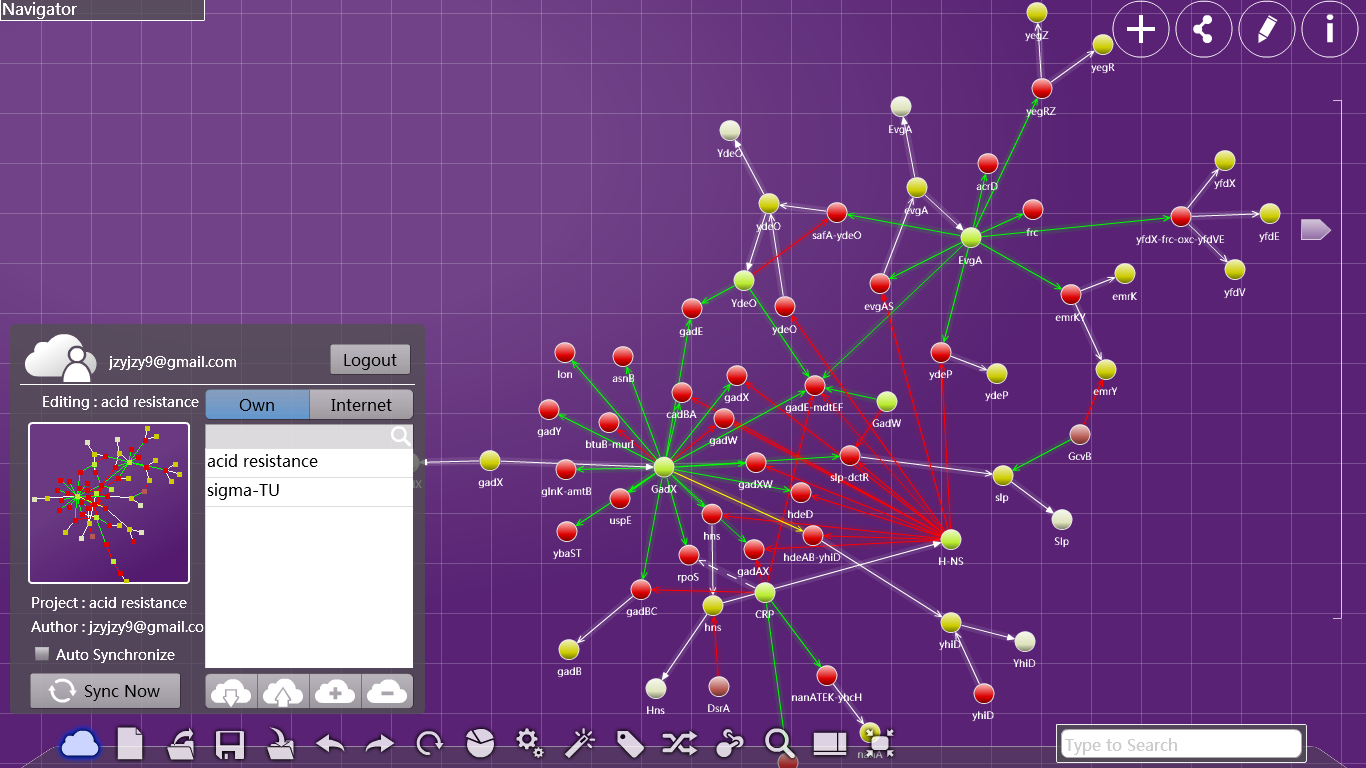 Navigator
yegZ
yegR
yegRZ
EvgA
YdeO
acrD
yfdX
evgA
ydeO
safA-ydeO
frc
yfdX-frc-oxc-yfdVE
yfdE
EvgA
yfdV
YdeO
evgAS
emrK
emrKY
gadE
ydeO
jzyjzy9@gmail.com
Logout
lon
asnB
ydeP
ydeP
emrY
Editing : acid resistance
Own
Internet
cadBA
gadX
gadE-mdtEF
GadW
gadY
btuB-murI
gadW
GcvB
acid resistance
gadX
glnK-amtB
GadX
gadXW
slp-dctR
slp
sigma-TU
uspE
hdeD
Slp
ybaST
hns
hdeAB-yhiD
H-NS
rpoS
gadAX
Project : acid resistance
gadBC
CRP
Author : jzyjzy9@gmail.co
hns
yhiD
Auto Synchronize
gadB
YhiD
Sync Now
Hns
DsrA
nanATEK-yhcH
yhiD
nanA
Type to Search